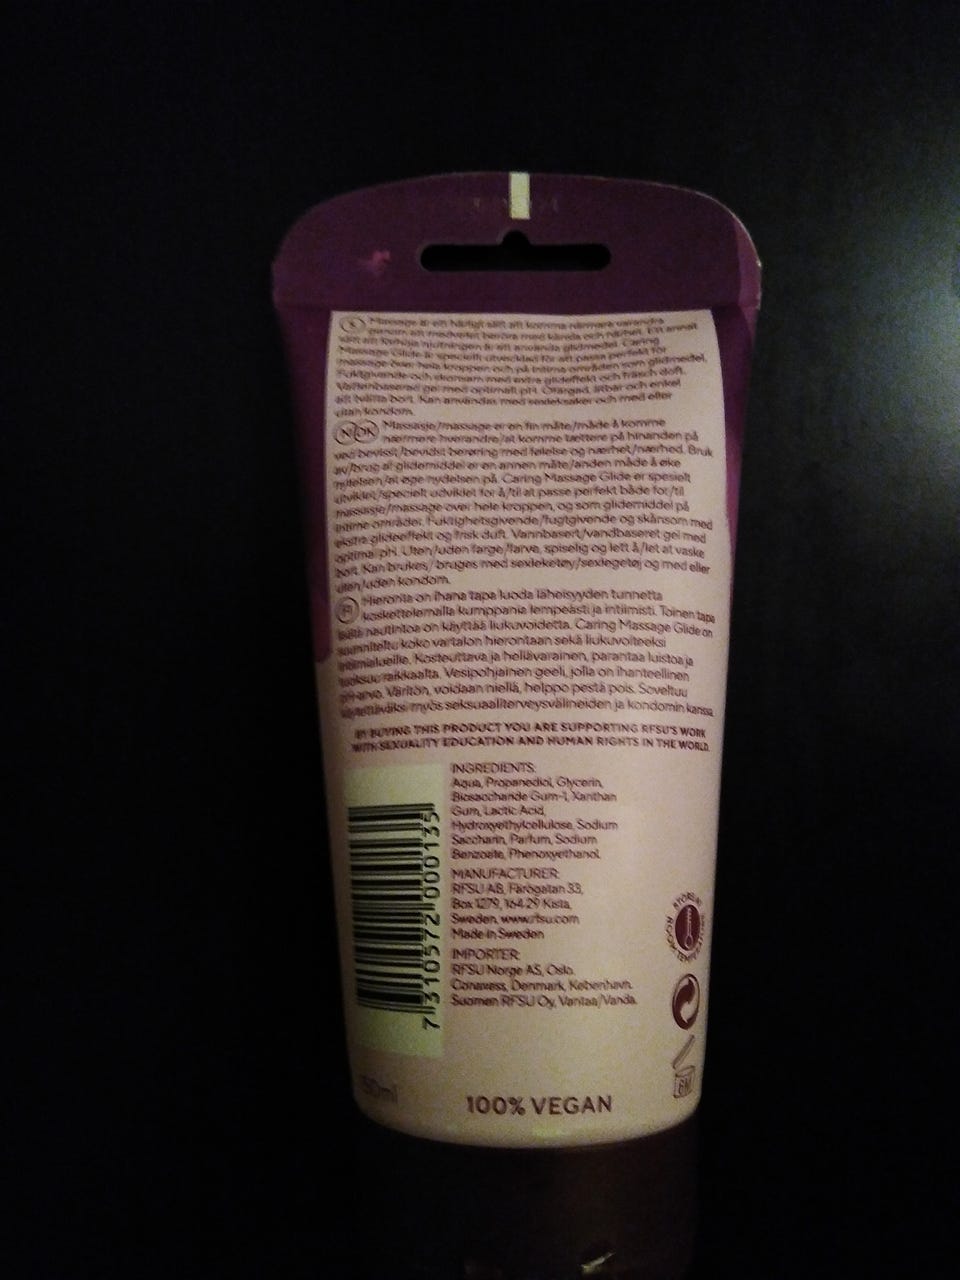 S Massage är ett härligt sätt att komma närmare varandra
genom att medvetet beröra med känsla och närhet. Ett annat
sätt att förhöja njutningen är att använda glidmedel. Caring
Massage Glide är speciellt utvecklad för att passa perfekt för
massage över hela kroppen och på intima områden som glidmedel.
Fuktgivande och skonsam med extra glideffekt och fräsch doft.
Vattenbaserad gel med optimalt pH. Ofärgad, ätbar och enkel
att tvätta bort. Kan användas med sexleksaker och med eller
utan kondom.
N/DK Massasje/massage er en fin måte/måde å komme
nærmere hverandre/at komme tættere på hinanden på
ved bevisst/bevidst berøring med følelse og nærhet/nærhed. Bruk
av/brug af glidemiddel er en annen måte/anden måde å øke
nytelsen/at øge nydelsen på. Caring Massage Glide er spesielt
utviklet/specielt udviklet for å/til at passe perfekt både for/til
massasje/massage over hele kroppen, og som glidemiddel på
intime områder. Fuktighetsgivende/fugtgivende og skånsom med
ekstra glideeffekt og frisk duft. Vannbasert/vandbaseret gel med
optimal pH. Uten/uden farge/farve, spiselig og lett å/let at vaske
bort. Kan brukes/bruges med sexleketøy/sexlegetøj og med eller
uten/uden kondom.
FI Hieronta on ihana tapa luoda läheisyyden tunnetta
koskettelemalla kumppania lempeästi ja intiimisti. Toinen tapa
lisätä nautintoa on käyttää liukuvoidetta. Caring Massage Glide on
suunniteltu koko vartalon hierontaan sekä liukuvoiteeksi
intiimialueille. Kosteuttava ja hellävarainen, parantaa luistoa ja
tuoksuu raikkaalta. Vesipohjainen geeli, jolla on ihanteellinen
pH-arvo. Väritön, voidaan niellä, helppo pestä pois. Soveltuu
käytettäväksi myös seksuaaliterveysvälineiden ja kondomin kanssa.
BY BUYING THIS PRODUCT YOU ARE SUPPORTING RFSU'S WORK
WITH SEXUALITY EDUCATION AND HUMAN RIGHTS IN THE WORLD.
INGREDIENTS:
Aqua, Propanediol, Glycerin,
Biosaccharide Gum-1, Xanthan
Gum, Lactic Acid,
Hydroxyethylcellulose, Sodium
Saccharin, Parfum, Sodium
Benzoate, Phenoxyethanol.
MANUFACTURER:
RFSU AB, Färögatan 33,
Box 1279, 164 29 Kista,
Sweden, www.rfsu.com
Made in Sweden
IMPORTER:
RFSU Norge AS, Oslo.
Conaxess, Denmark, København.
Suomen RFSU Oy, Vantaa/Vanda.
7 310572 000135
6M
ml
100% VEGAN